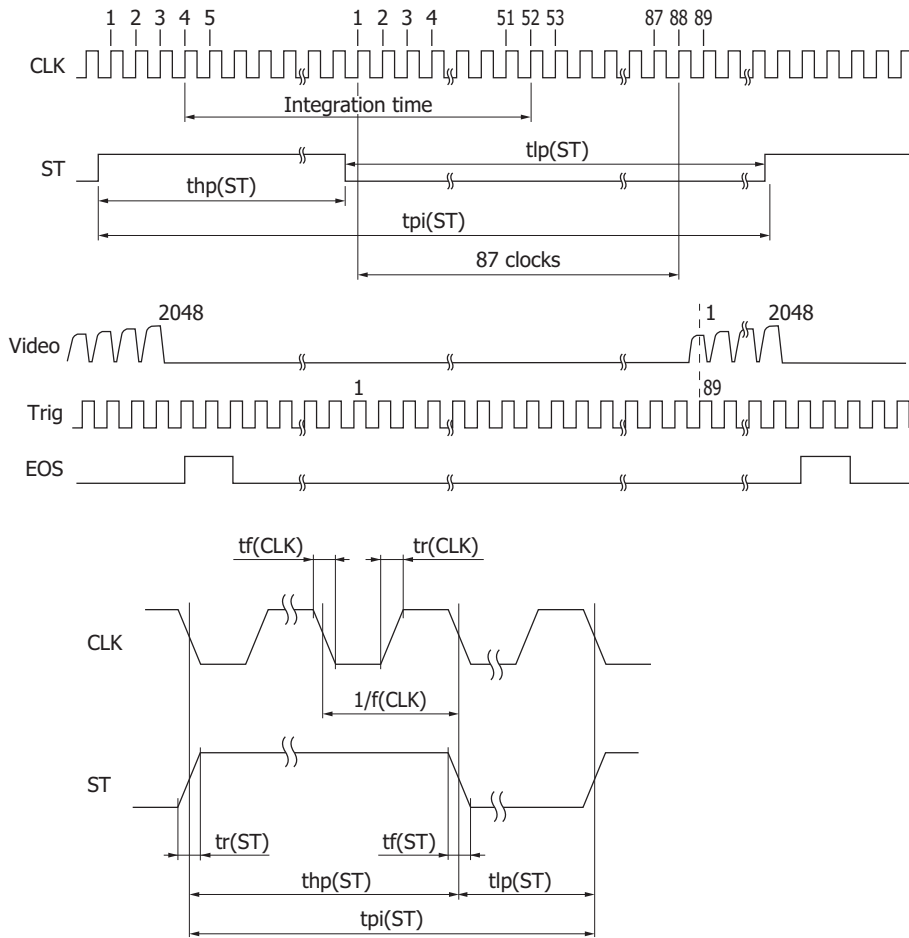 1 2 3 4 5 1 2 3 4 51 52 53 87 88 89
CLK
Integration time
tlp(ST)
ST
thp(ST)
tpi(ST)
87 clocks
2048 1 2048
Video
1 89
Trig
EOS
tf(CLK) tr(CLK)
CLK
1/f(CLK)
ST
tr(ST) tf(ST)
thp(ST) tlp(ST)
tpi(ST)